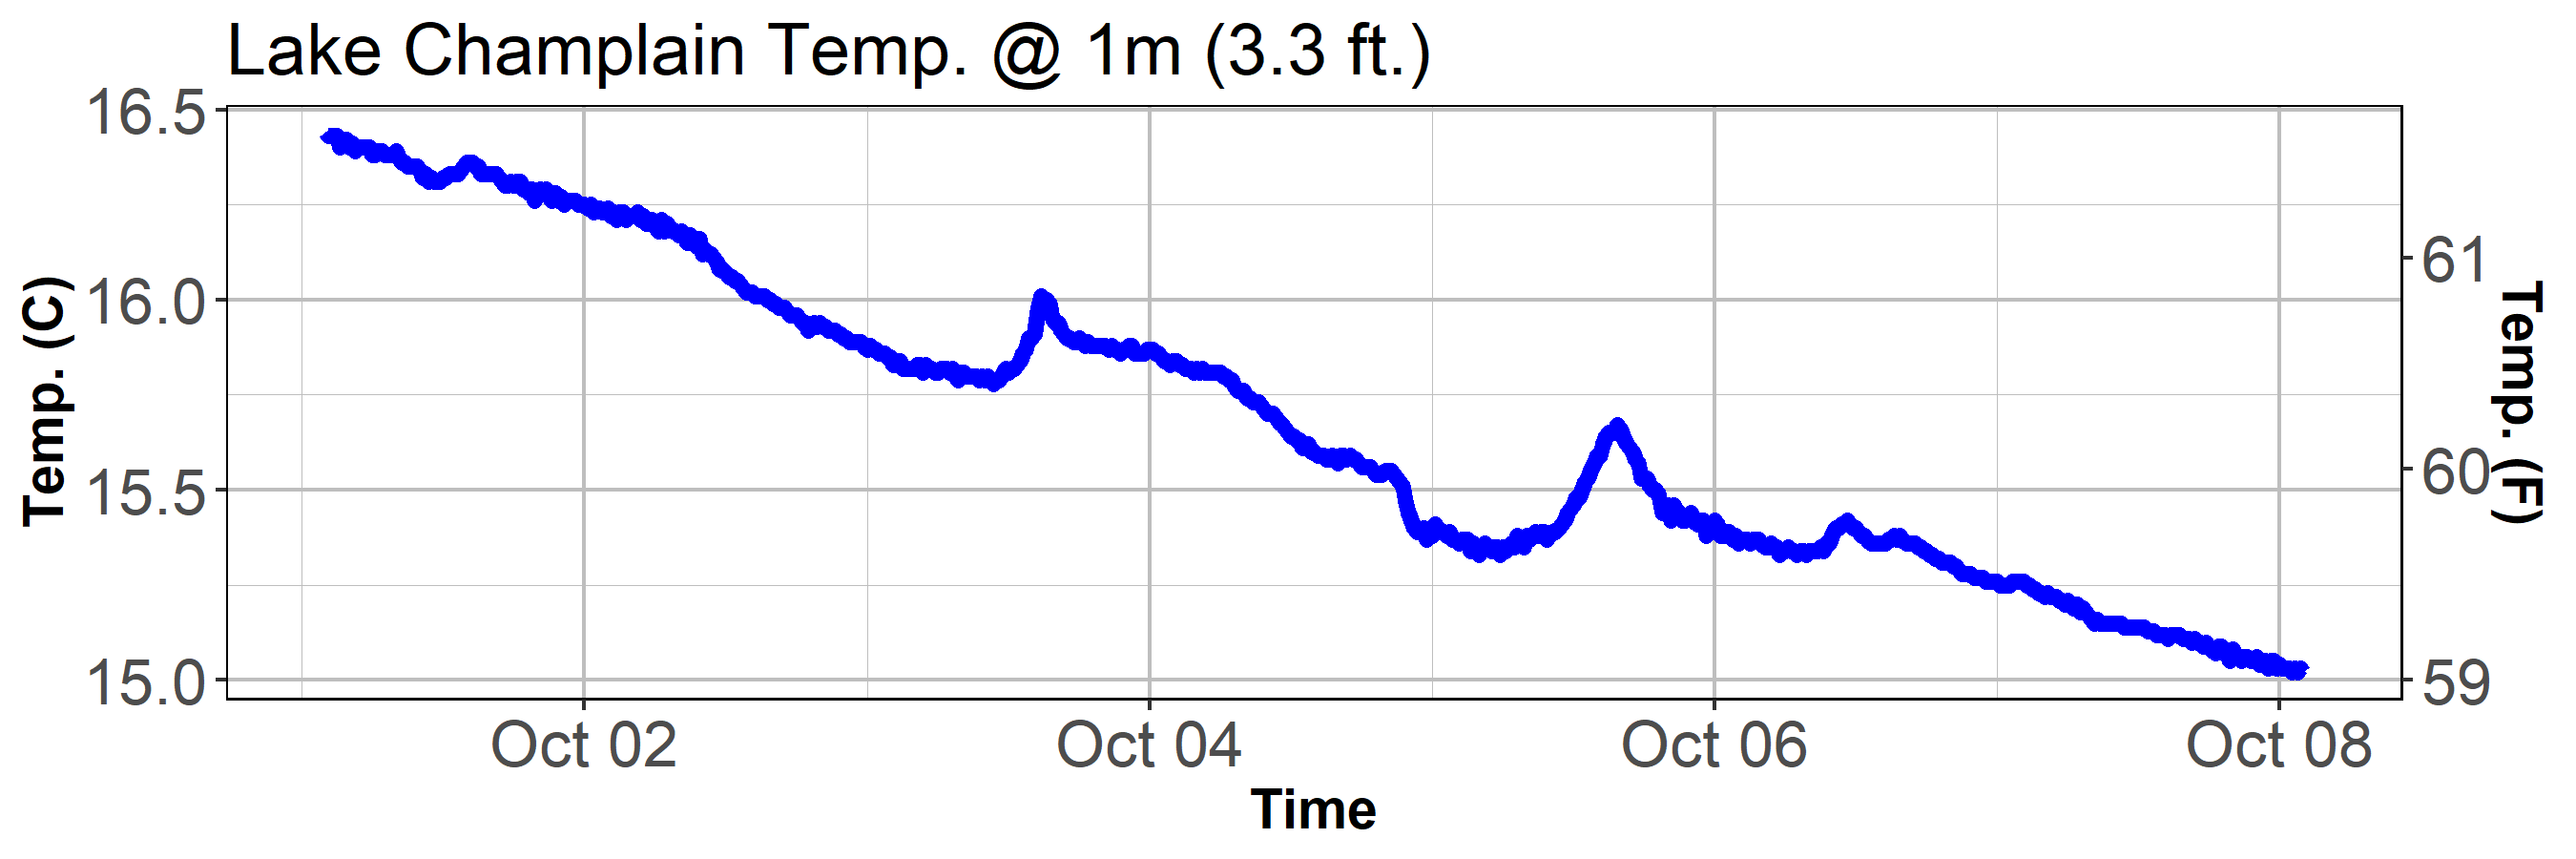 Lake Champlain Temp. @ 1m (3.3 ft.)
16.5
16.0
15.5
15.0
Temp. (C)
61
60
59
Temp. (F)
Oct 02 Oct 04 Oct 06 Oct 08
Time